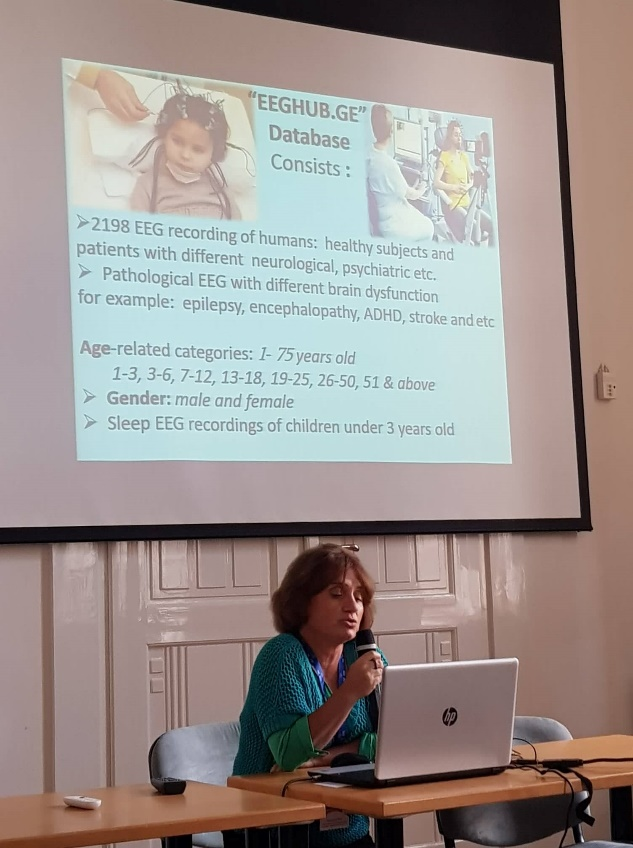 "EEGHUB.GE"
Database
Consists :
➢2198 EEG recording of humans: healthy subjects and
patients with different neurological, psychiatric etc.
➢ Pathological EEG with different brain dysfunction
for example: epilepsy, encephalopathy, ADHD, stroke and etc
Age-related categories: 1- 75 years old
1-3, 3-6, 7-12, 13-18, 19-25, 26-50, 51 & above
➢ Gender: male and female
➢ Sleep EEG recordings of children under 3 years old
hp